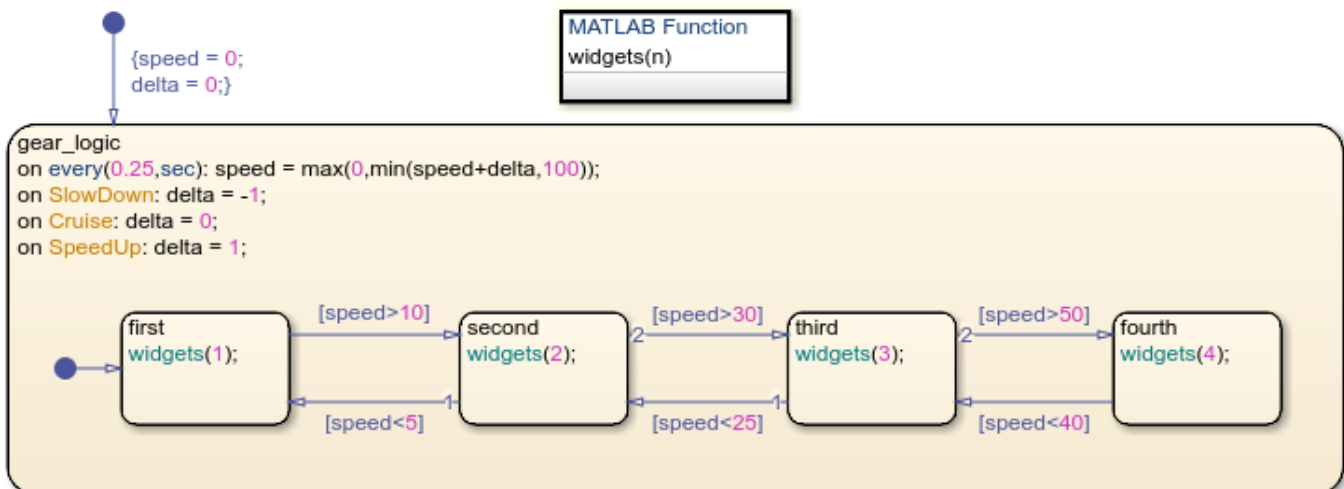 MATLAB Function
widgets(n)
{speed = 0;
delta = 0;}
gear_logic
on every(0.25,sec): speed = max(0,min(speed+delta,100));
on SlowDown: delta = -1;
on Cruise: delta = 0;
on SpeedUp: delta = 1;
first
widgets(1);
[speed>10]
[speed<5]
1
second
widgets(2);
2
[speed>30]
[speed<25]
1
third
widgets(3);
2
[speed>50]
[speed<40]
fourth
widgets(4);